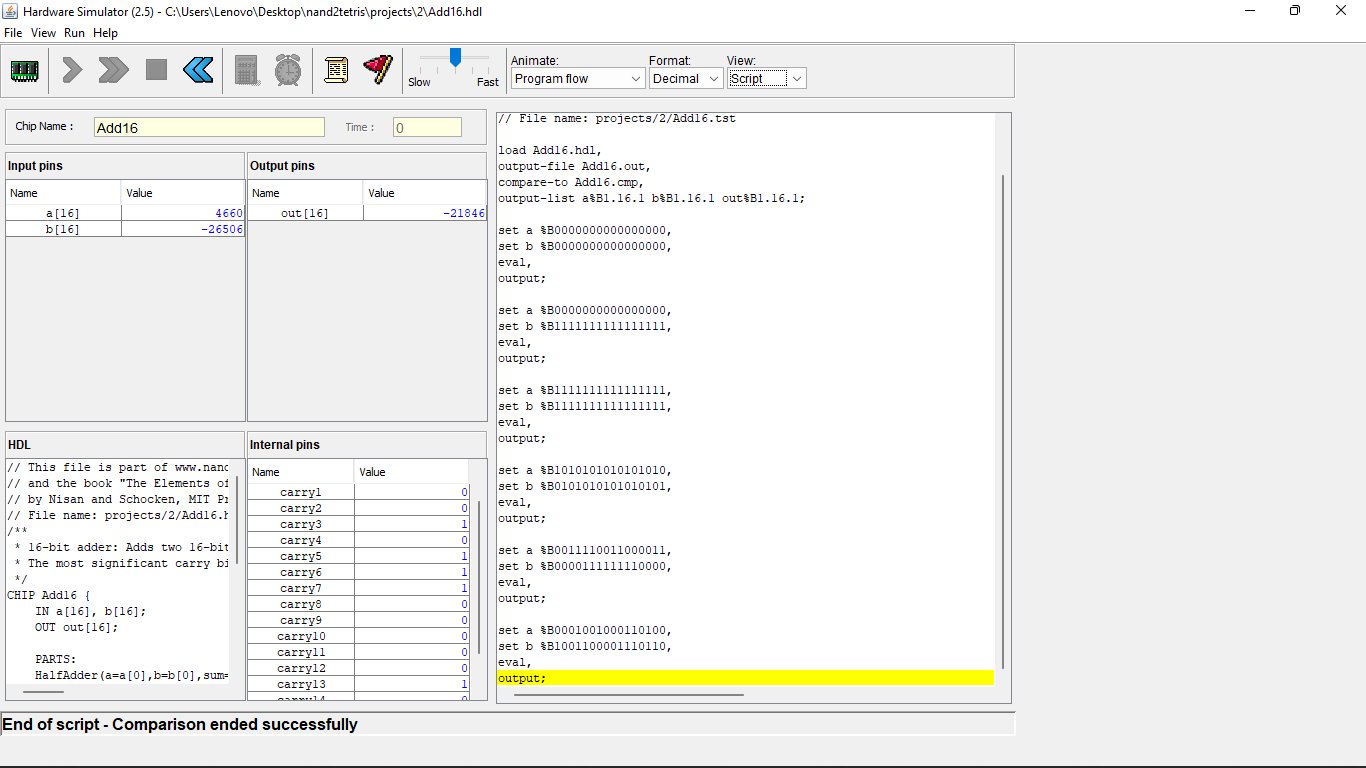 Hardware Simulator (2.5) - C:\Users\Lenovo\Desktop\nand2tetris\projects\2\Add16.hdl
File View Run Help
Slow Fast
Animate: Format: View:
Program flow Decimal Script
Chip Name : Add16 Time : 0
Input pins
Name Value
a[16] 4660
b[16] -26506
Output pins
Name Value
out[16] -21846
HDL
// This file is part of www.nand
// and the book "The Elements of
// by Nisan and Schocken, MIT Pr
// File name: projects/2/Add16.h
/**
* 16-bit adder: Adds two 16-bit
* The most significant carry bi
*/
CHIP Add16 {
IN a[16], b[16];
OUT out[16];
PARTS:
HalfAdder(a=a[0],b=b[0],sum=
Internal pins
Name Value
carry1 0
carry2 0
carry3 1
carry4 0
carry5 1
carry6 1
carry7 1
carry8 0
carry9 0
carry10 0
carry11 0
carry12 0
carry13 1
carry14 0
// File name: projects/2/Add16.tst
load Add16.hdl,
output-file Add16.out,
compare-to Add16.cmp,
output-list a%B1.16.1 b%B1.16.1 out%B1.16.1;
set a %B0000000000000000,
set b %B0000000000000000,
eval,
output;
set a %B0000000000000000,
set b %B1111111111111111,
eval,
output;
set a %B1111111111111111,
set b %B1111111111111111,
eval,
output;
set a %B1010101010101010,
set b %B0101010101010101,
eval,
output;
set a %B0011110011000011,
set b %B0000111111110000,
eval,
output;
set a %B0001001000110100,
set b %B1001100001110110,
eval,
output;
End of script - Comparison ended successfully